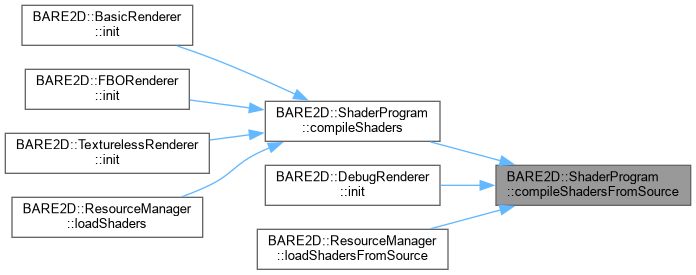 BARE2D::BasicRenderer
::init
BARE2D::FBORenderer
::init
BARE2D::TexturelessRenderer
::init
BARE2D::ResourceManager
::loadShaders
BARE2D::ShaderProgram
::compileShaders
BARE2D::DebugRenderer
::init
BARE2D::ResourceManager
::loadShadersFromSource
BARE2D::ShaderProgram
::compileShadersFromSource